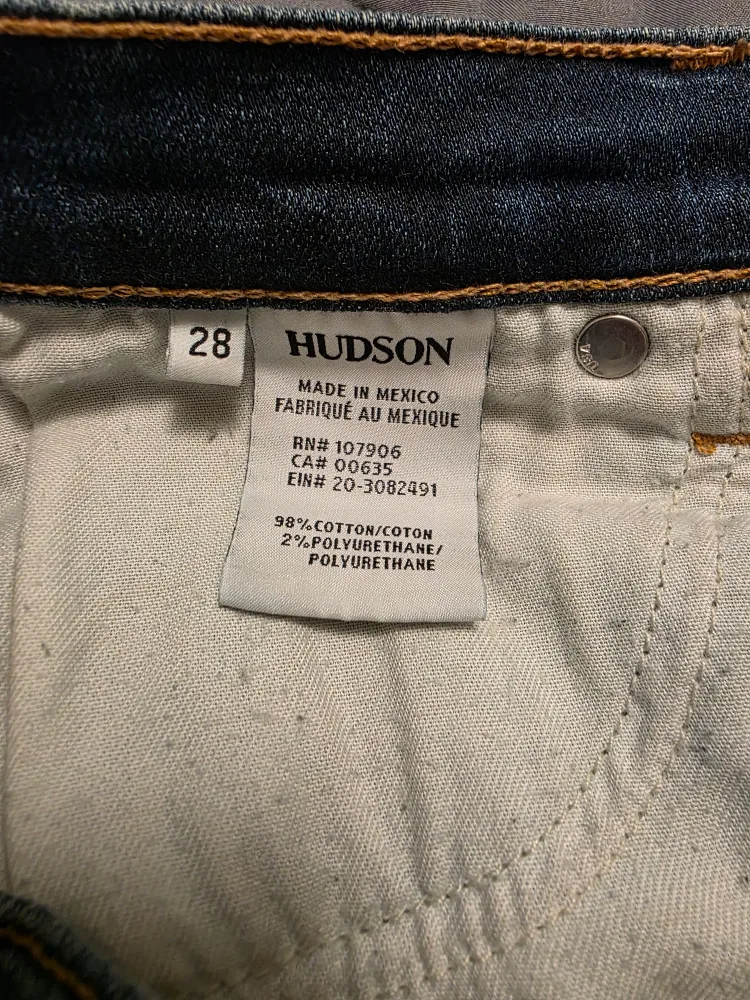 28
HUDSON
MADE IN MEXICO
FABRIQUÉ AU MEXIQUE
RN# 107906
CA# 00635
EIN# 20-3082491
98%COTTON/COTON
2%POLYURETHANE/
POLYURETHANE
USA